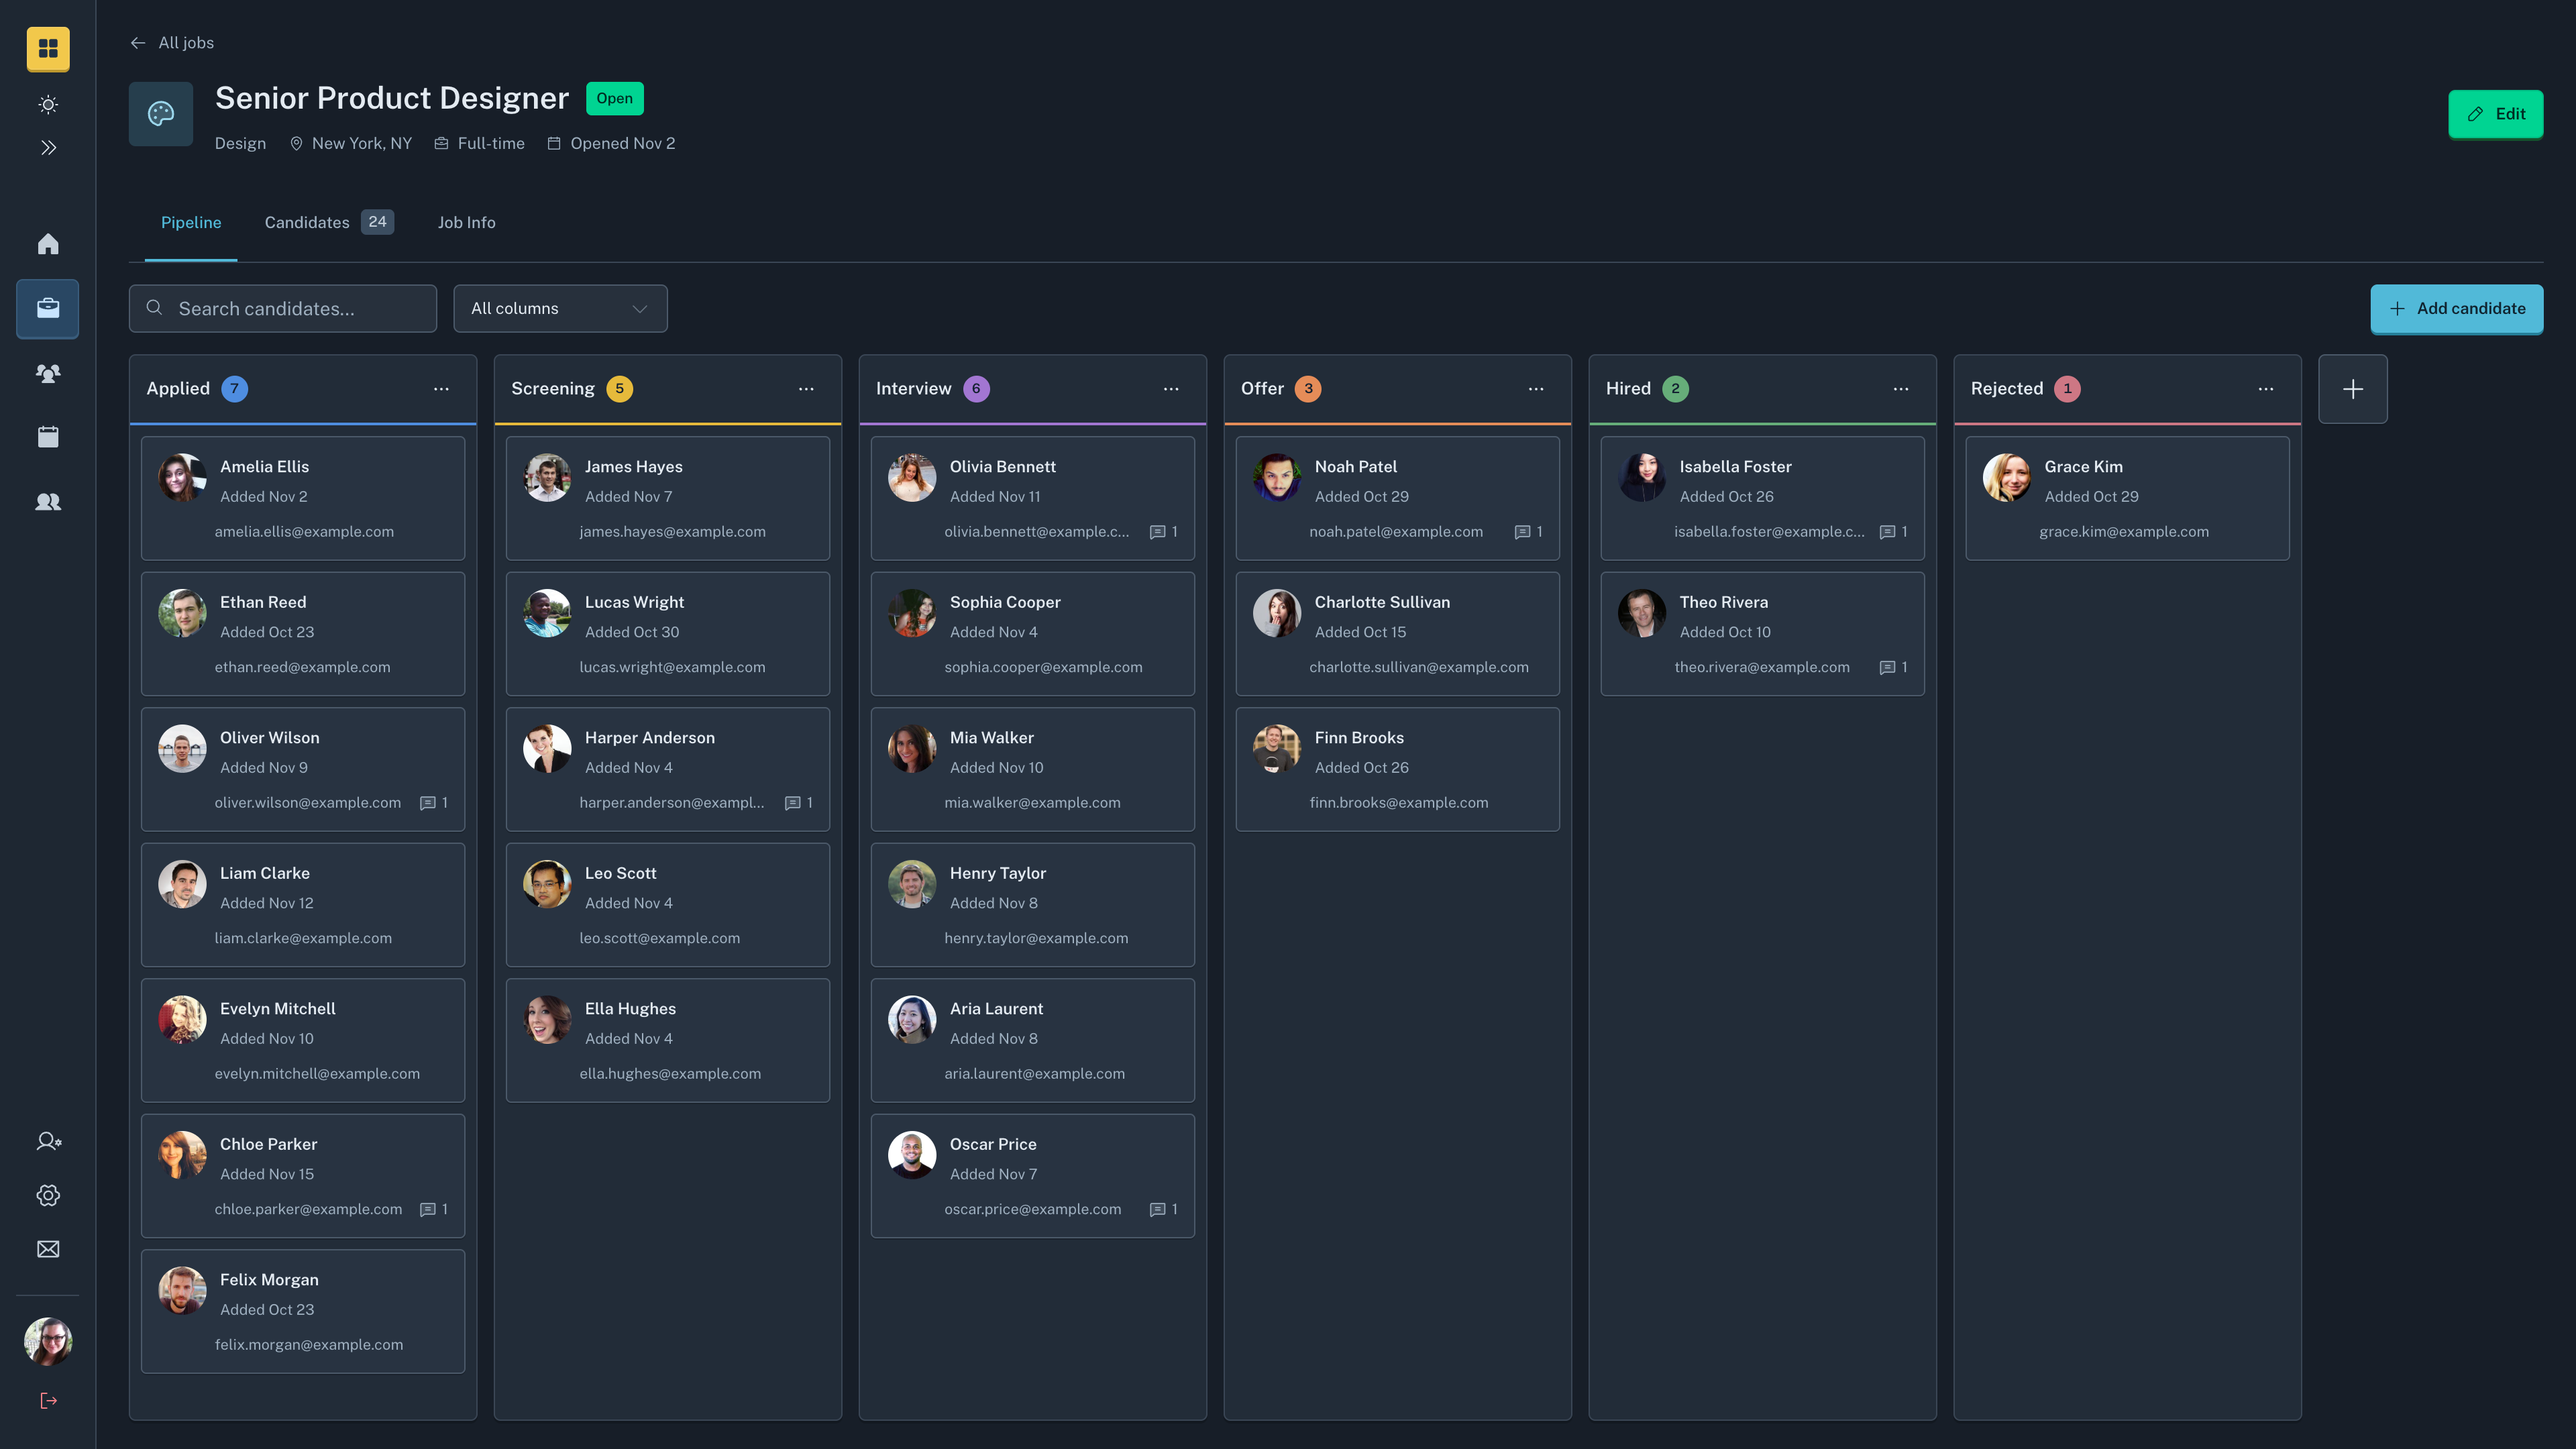 All jobs
Senior Product Designer
Open
Design
New York, NY
Full-time
Opened Nov 2
Edit
Pipeline
Candidates
24
Job Info
Search candidates...
All columns
Add candidate
Applied
7
Amelia Ellis
Added Nov 2
amelia.ellis@example.com
Ethan Reed
Added Oct 23
ethan.reed@example.com
Oliver Wilson
Added Nov 9
oliver.wilson@example.com
1
Liam Clarke
Added Nov 12
liam.clarke@example.com
Evelyn Mitchell
Added Nov 10
evelyn.mitchell@example.com
Chloe Parker
Added Nov 15
chloe.parker@example.com
1
Felix Morgan
Added Oct 23
felix.morgan@example.com
Screening
5
James Hayes
Added Nov 7
james.hayes@example.com
Lucas Wright
Added Oct 30
lucas.wright@example.com
Harper Anderson
Added Nov 4
harper.anderson@exampl...
1
Leo Scott
Added Nov 4
leo.scott@example.com
Ella Hughes
Added Nov 4
ella.hughes@example.com
Interview
6
Olivia Bennett
Added Nov 11
olivia.bennett@example.c...
1
Sophia Cooper
Added Nov 4
sophia.cooper@example.com
Mia Walker
Added Nov 10
mia.walker@example.com
Henry Taylor
Added Nov 8
henry.taylor@example.com
Aria Laurent
Added Nov 8
aria.laurent@example.com
Oscar Price
Added Nov 7
oscar.price@example.com
1
Offer
3
Noah Patel
Added Oct 29
noah.patel@example.com
1
Charlotte Sullivan
Added Oct 15
charlotte.sullivan@example.com
Finn Brooks
Added Oct 26
finn.brooks@example.com
Hired
2
Isabella Foster
Added Oct 26
isabella.foster@example.c...
1
Theo Rivera
Added Oct 10
theo.rivera@example.com
1
Rejected
1
Grace Kim
Added Oct 29
grace.kim@example.com